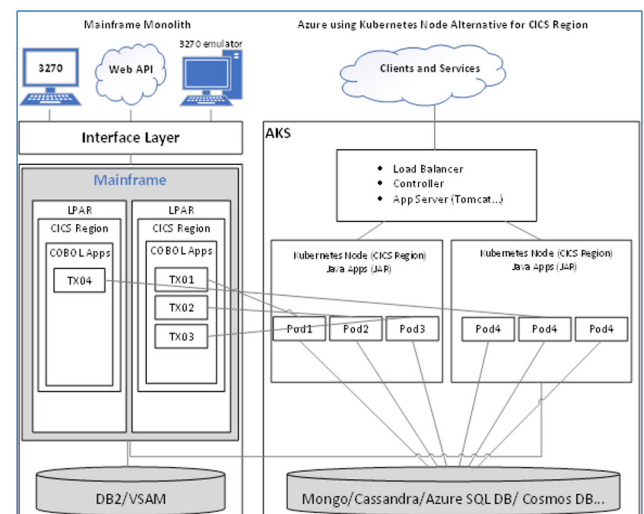 Mainframe Monolith
3270
Web API
3270 emulator
Interface Layer
Mainframe
LPAR
CICS Region
COBOL Apps
TX04
LPAR
CICS Region
COBOL Apps
TX01
TX02
TX03
DB2/VSAM
Azure using Kubernetes Node Alternative for CICS Region
Clients and Services
AKS
• Load Balancer
• Controller
• App Server (Tomcat...)
Kubernetes Node (CICS Region)
Java Apps (JAR)
Pod1
Pod2
Pod3
Kubernetes Node (CICS Region)
Java Apps (JAR)
Pod4
Pod4
Pod4
Mongo/Cassandra/Azure SQL DB/ Cosmos DB...